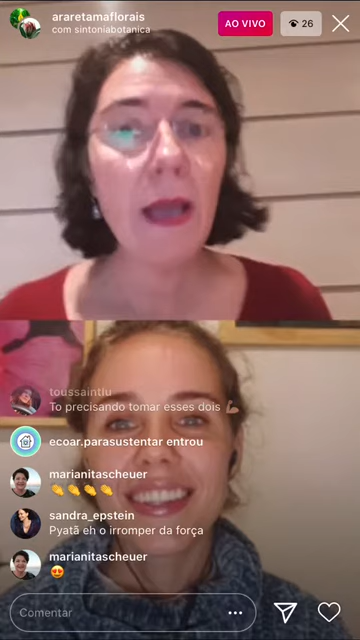 araretamaflorais
com sintoniabotanica
AO VIVO
26
toussaintlu
To precisando tomar esses dois 💪🏽
ecoar.parasustentar entrou
marianitascheuer
👏👏👏👏
sandra_epstein
Pyatã eh o irromper da força
marianitascheuer
😍
Comentar